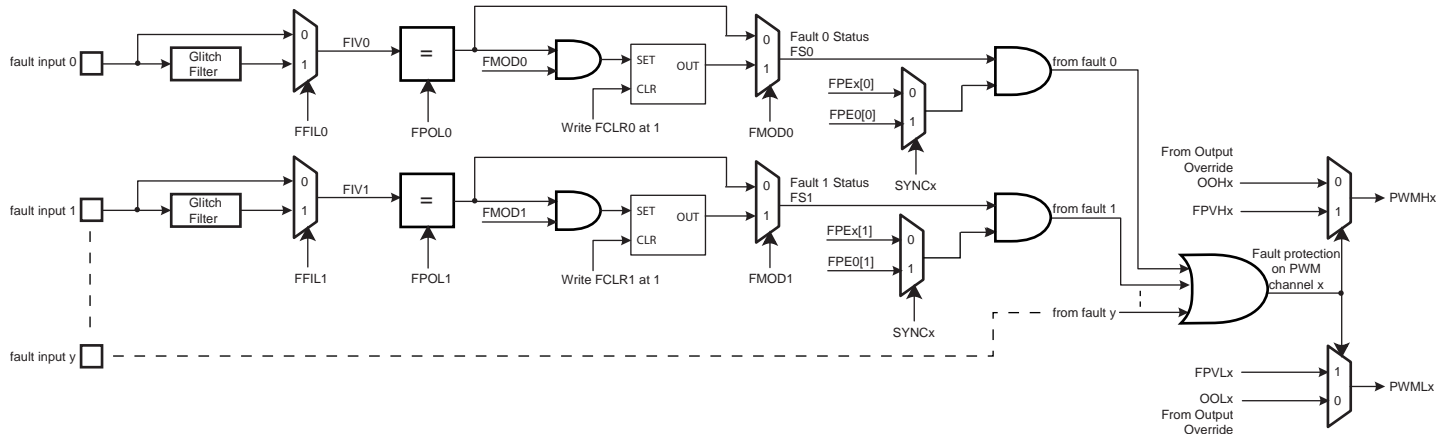 fault input 0
Glitch
Filter
0
1
FFIL0
FIV0
=
FPOL0
FMOD0
SET
OUT
CLR
Write FCLR0 at 1
0
1
FMOD0
Fault 0 Status
FS0
FPEx[0]
FPE0[0]
0
1
SYNCx
from fault 0
fault input 1
Glitch
Filter
0
1
FFIL1
FIV1
=
FPOL1
FMOD1
SET
OUT
CLR
Write FCLR1 at 1
0
1
FMOD1
Fault 1 Status
FS1
FPEx[1]
FPE0[1]
0
1
SYNCx
from fault 1
fault input y
from fault y
Fault protection
on PWM
channel x
From Output
Override
OOHx
FPVHx
0
1
PWMHx
FPVLx
OOLx
From Output
Override
1
0
PWMLx